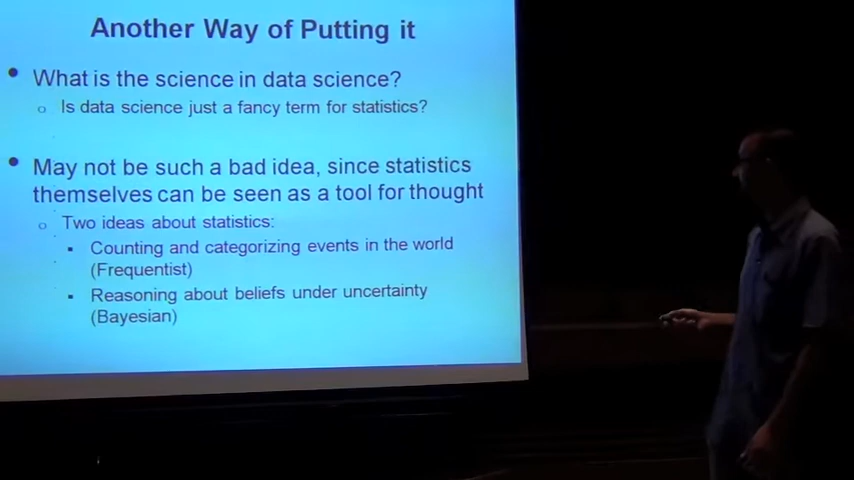 Another Way of Putting it
• What is the science in data science?
o Is data science just a fancy term for statistics?
• May not be such a bad idea, since statistics
themselves can be seen as a tool for thought
o Two ideas about statistics:
▪ Counting and categorizing events in the world
(Frequentist)
▪ Reasoning about beliefs under uncertainty
(Bayesian)